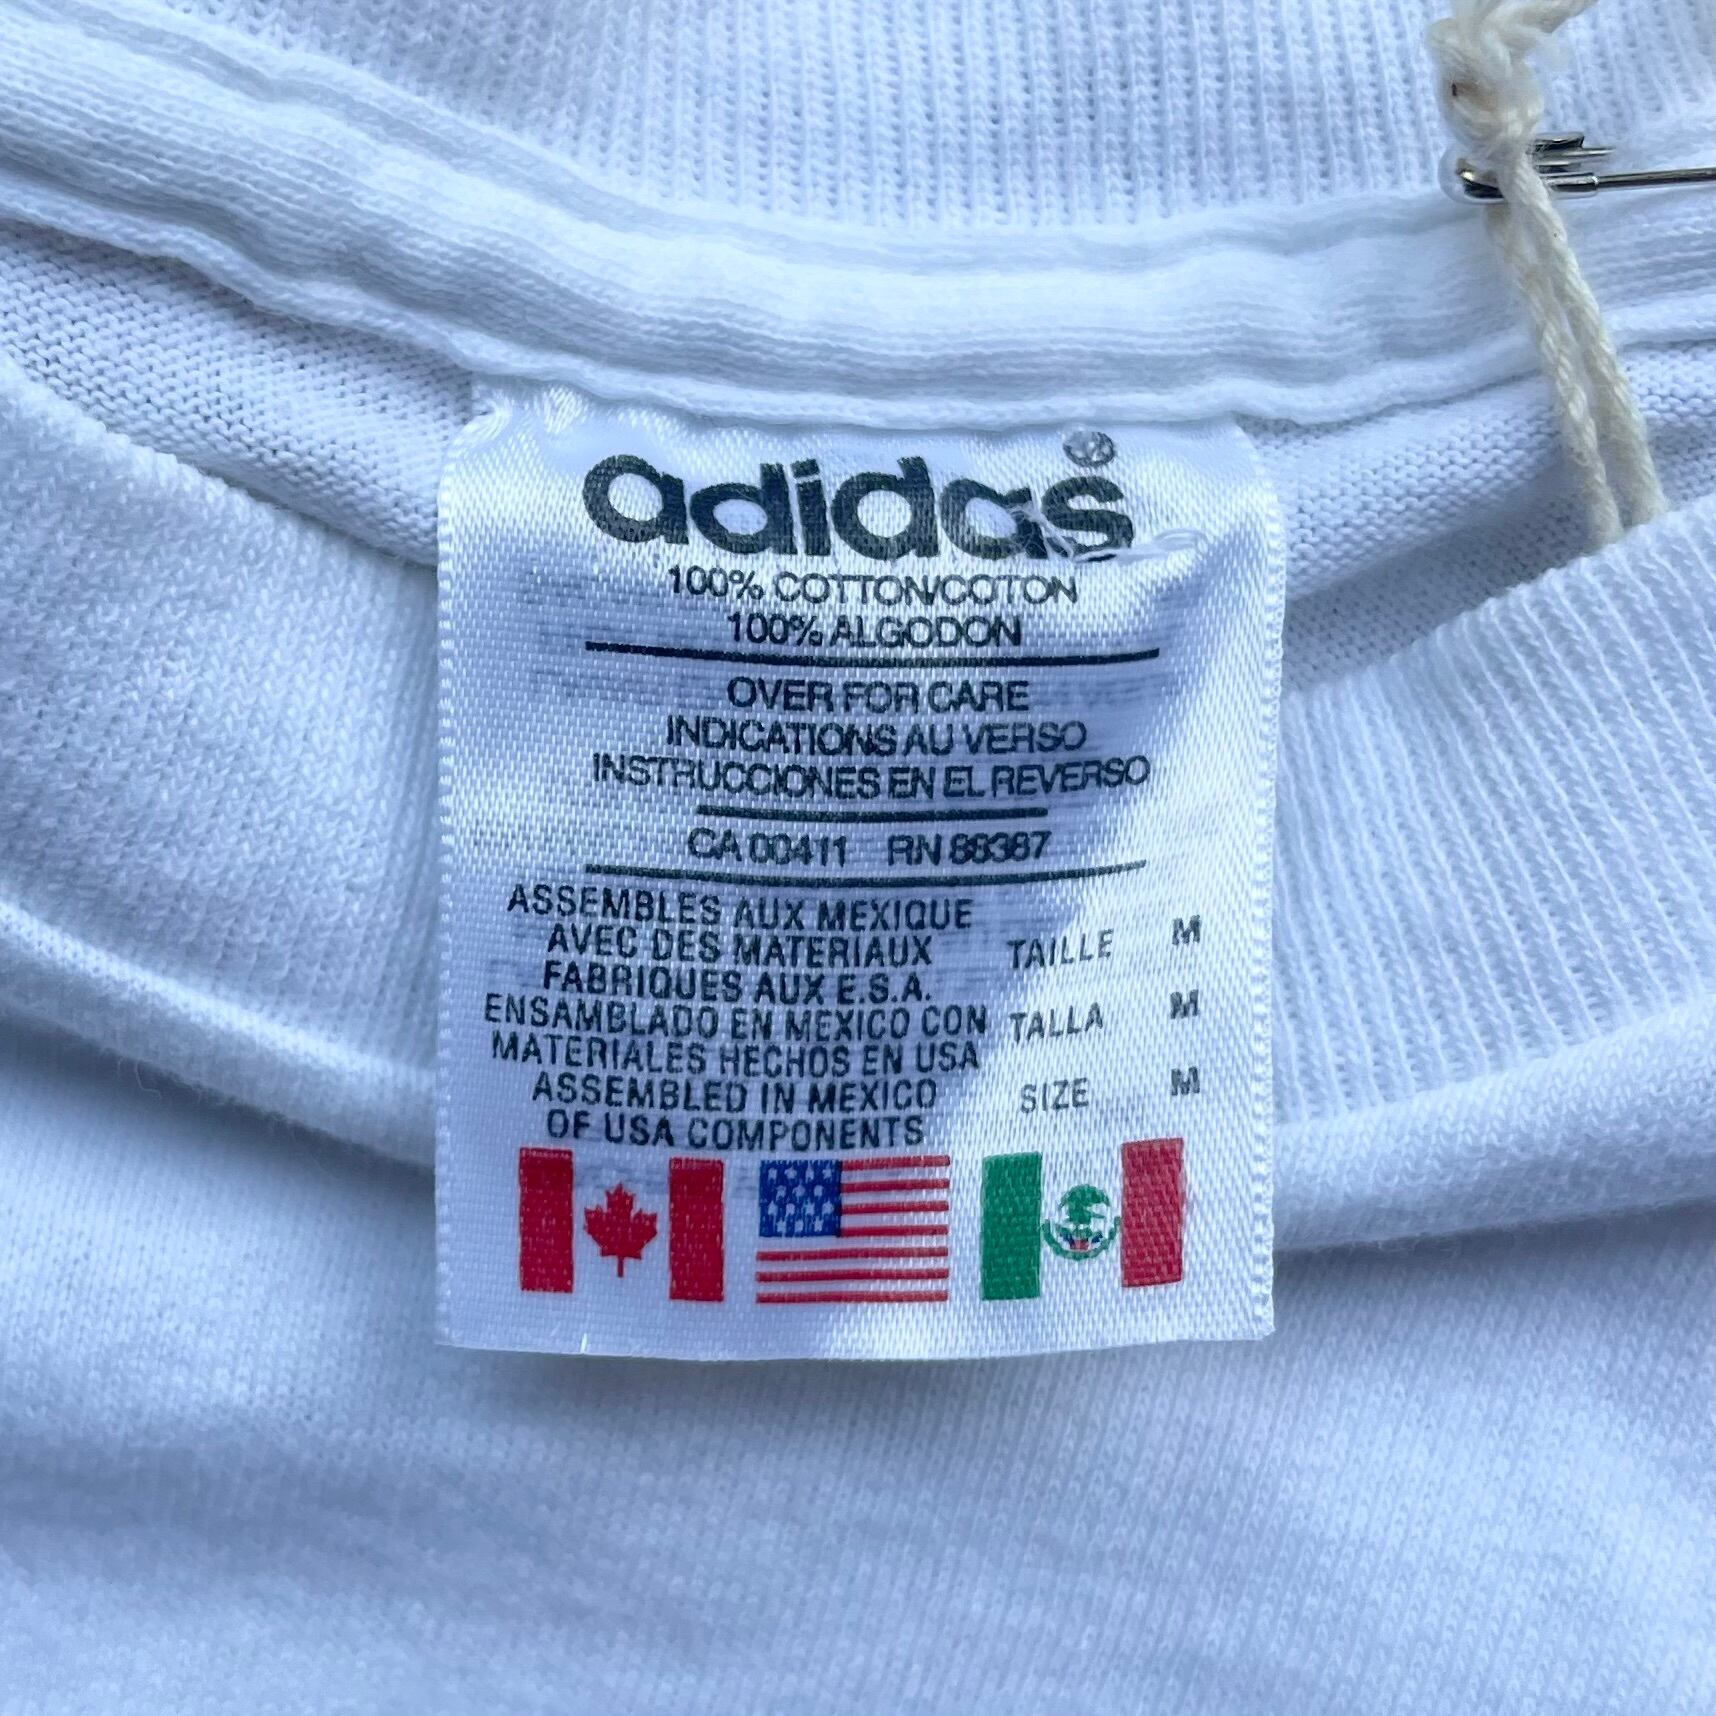 adidas®
100% COTTON/COTON
100% ALGODON
OVER FOR CARE
INDICATIONS AU VERSO
INSTRUCCIONES EN EL REVERSO
CA 00411 RN 88387
ASSEMBLES AUX MEXIQUE
AVEC DES MATERIAUX
FABRIQUES AUX E.S.A.
ENSAMBLADO EN MEXICO CON
MATERIALES HECHOS EN USA
ASSEMBLED IN MEXICO
OF USA COMPONENTS
TAILLE M
TALLA M
SIZE M